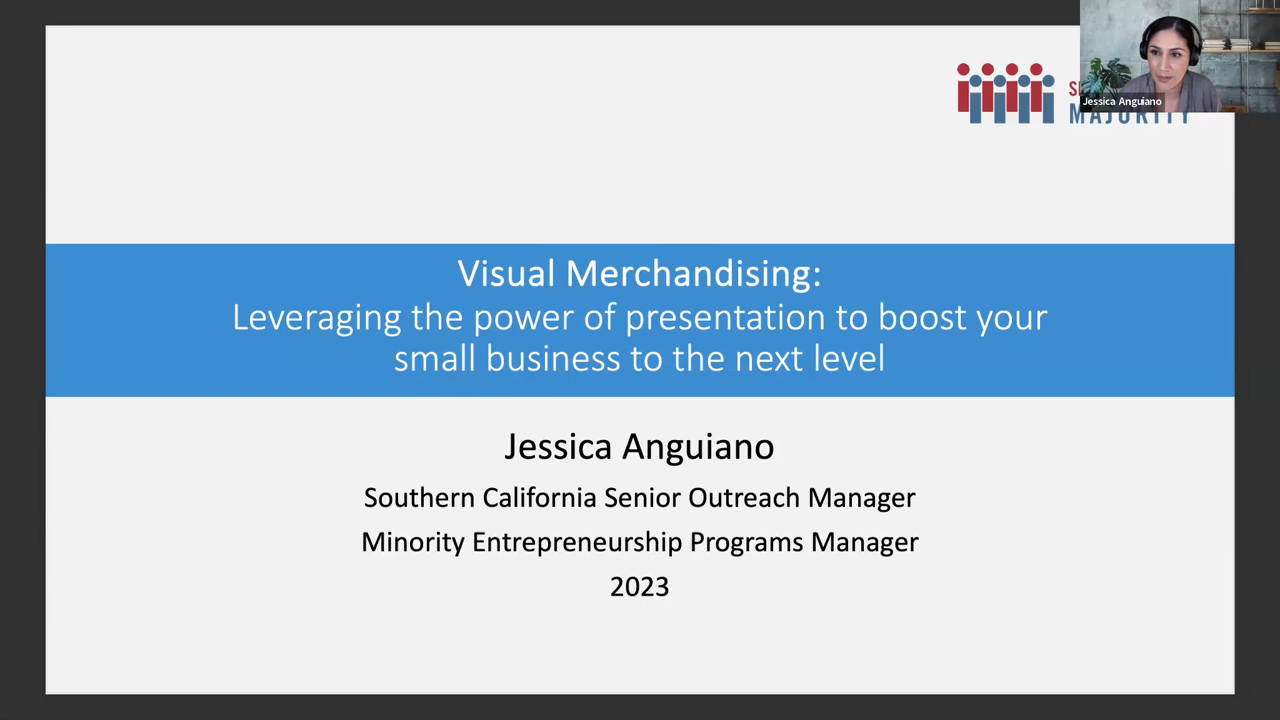 MAJORITY
Jessica Anguiano
Visual Merchandising:
Leveraging the power of presentation to boost your
small business to the next level
Jessica Anguiano
Southern California Senior Outreach Manager
Minority Entrepreneurship Programs Manager
2023